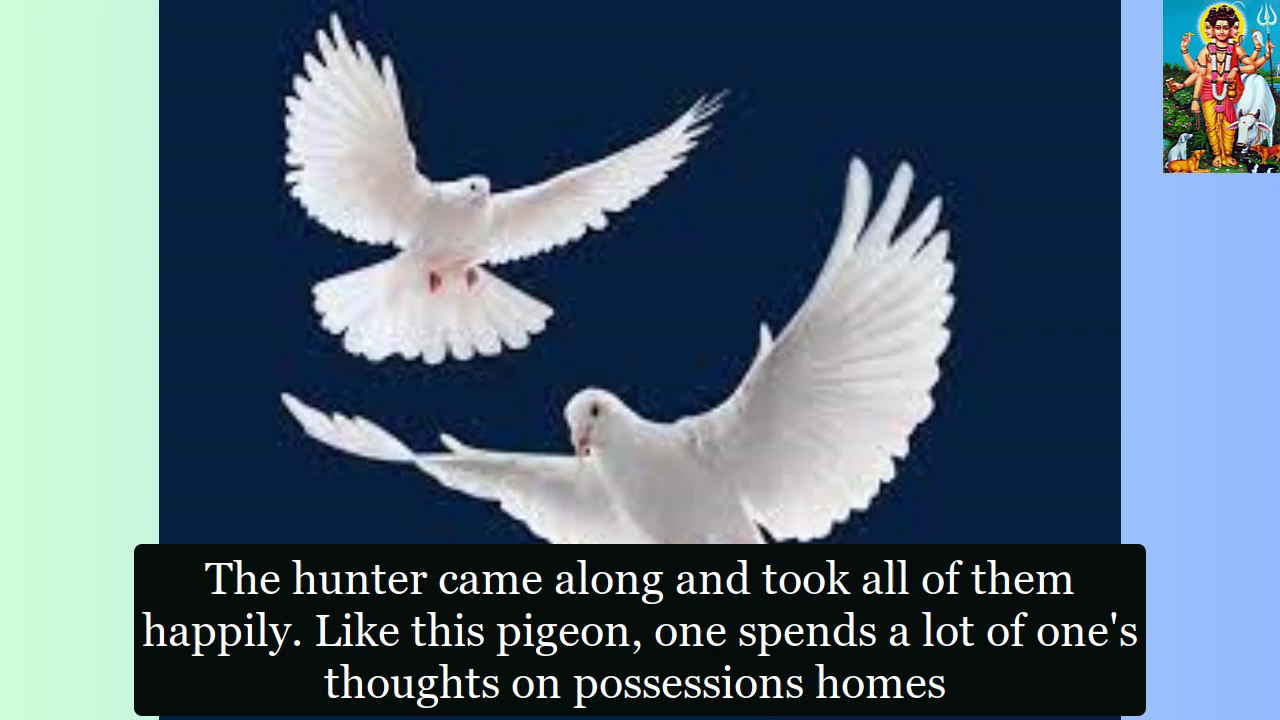 The hunter came along and took all of them
happily. Like this pigeon, one spends a lot of one's
thoughts on possessions homes